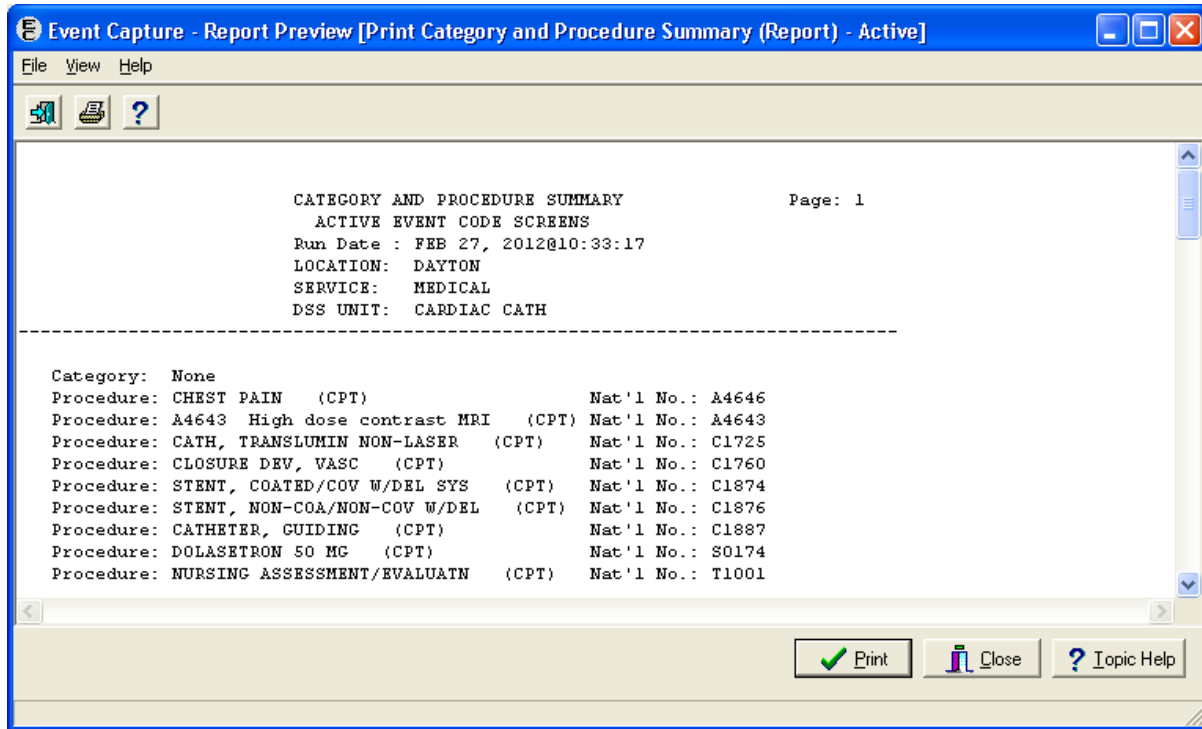 Event Capture - Report Preview [Print Category and Procedure Summary (Report) - Active]
File View Help
CATEGORY AND PROCEDURE SUMMARY Page: 1
ACTIVE EVENT CODE SCREENS
Run Date : FEB 27, 2012@10:33:17
LOCATION: DAYTON
SERVICE: MEDICAL
DSS UNIT: CARDIAC CATH
--------------------------------------------------------------------------------
Category: None
Procedure: CHEST PAIN (CPT) Nat'l No.: A4646
Procedure: A4643 High dose contrast MRI (CPT) Nat'l No.: A4643
Procedure: CATH, TRANSLUMIN NON-LASER (CPT) Nat'l No.: C1725
Procedure: CLOSURE DEV, VASC (CPT) Nat'l No.: C1760
Procedure: STENT, COATED/COV W/DEL SYS (CPT) Nat'l No.: C1874
Procedure: STENT, NON-COA/NON-COV W/DEL (CPT) Nat'l No.: C1876
Procedure: CATHETER, GUIDING (CPT) Nat'l No.: C1887
Procedure: DOLASETRON 50 MG (CPT) Nat'l No.: S0174
Procedure: NURSING ASSESSMENT/EVALUATN (CPT) Nat'l No.: T1001
Print Close ? Topic Help